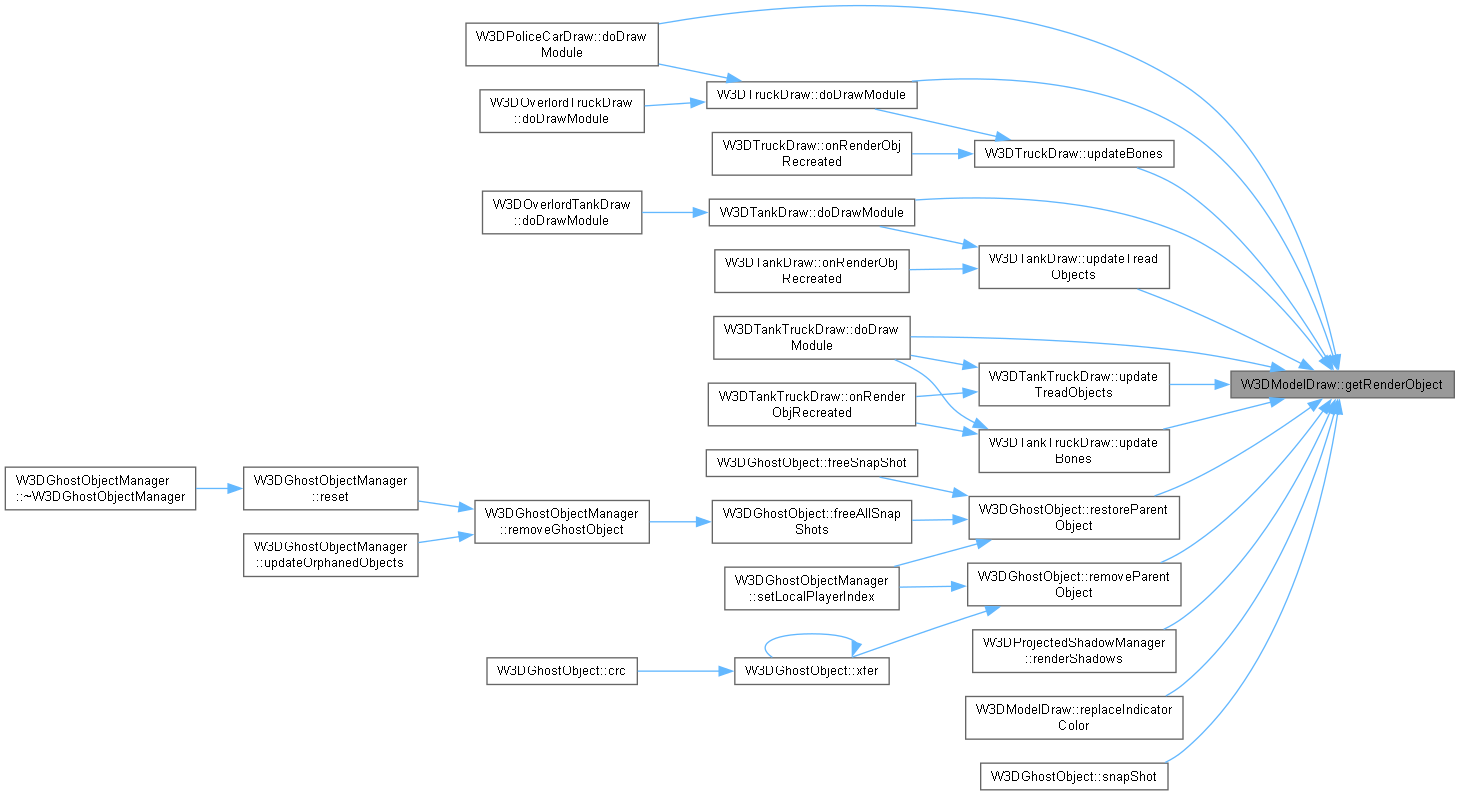 W3DPoliceCarDraw::doDraw
Module
W3DTruckDraw::doDrawModule
W3DOverlordTruckDraw
::doDrawModule
W3DTruckDraw::onRenderObj
Recreated
W3DTruckDraw::updateBones
W3DOverlordTankDraw
::doDrawModule
W3DTankDraw::doDrawModule
W3DTankDraw::onRenderObj
Recreated
W3DTankDraw::updateTread
Objects
W3DTankTruckDraw::doDraw
Module
W3DTankTruckDraw::update
TreadObjects
W3DModelDraw::getRenderObject
W3DTankTruckDraw::onRender
ObjRecreated
W3DTankTruckDraw::update
Bones
W3DGhostObject::freeSnapShot
W3DGhostObjectManager
::~W3DGhostObjectManager
W3DGhostObjectManager
::reset
W3DGhostObjectManager
::removeGhostObject
W3DGhostObject::freeAllSnap
Shots
W3DGhostObject::restoreParent
Object
W3DGhostObjectManager
::updateOrphanedObjects
W3DGhostObjectManager
::setLocalPlayerIndex
W3DGhostObject::removeParent
Object
W3DProjectedShadowManager
::renderShadows
W3DGhostObject::crc
W3DGhostObject::xfer
W3DModelDraw::replaceIndicator
Color
W3DGhostObject::snapShot